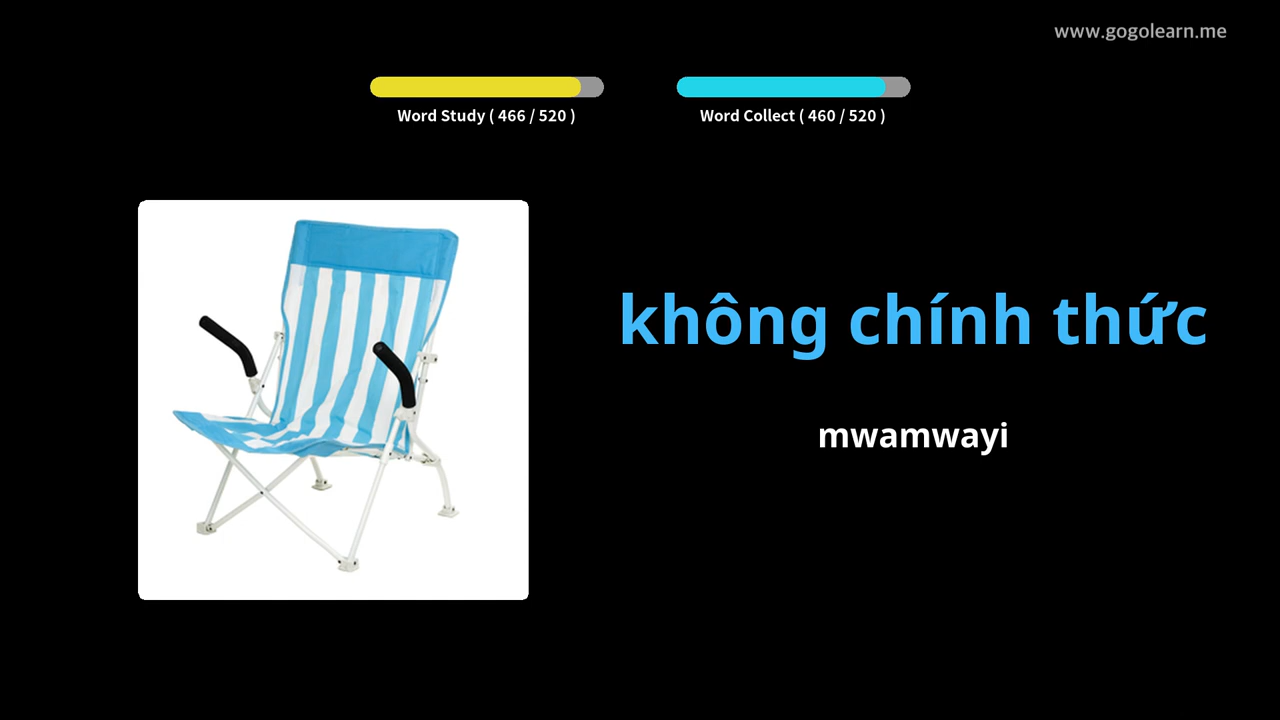 www.gogolearn.me
Word Study ( 466 / 520 )
Word Collect ( 460 / 520 )
không chính thức
mwamwayi